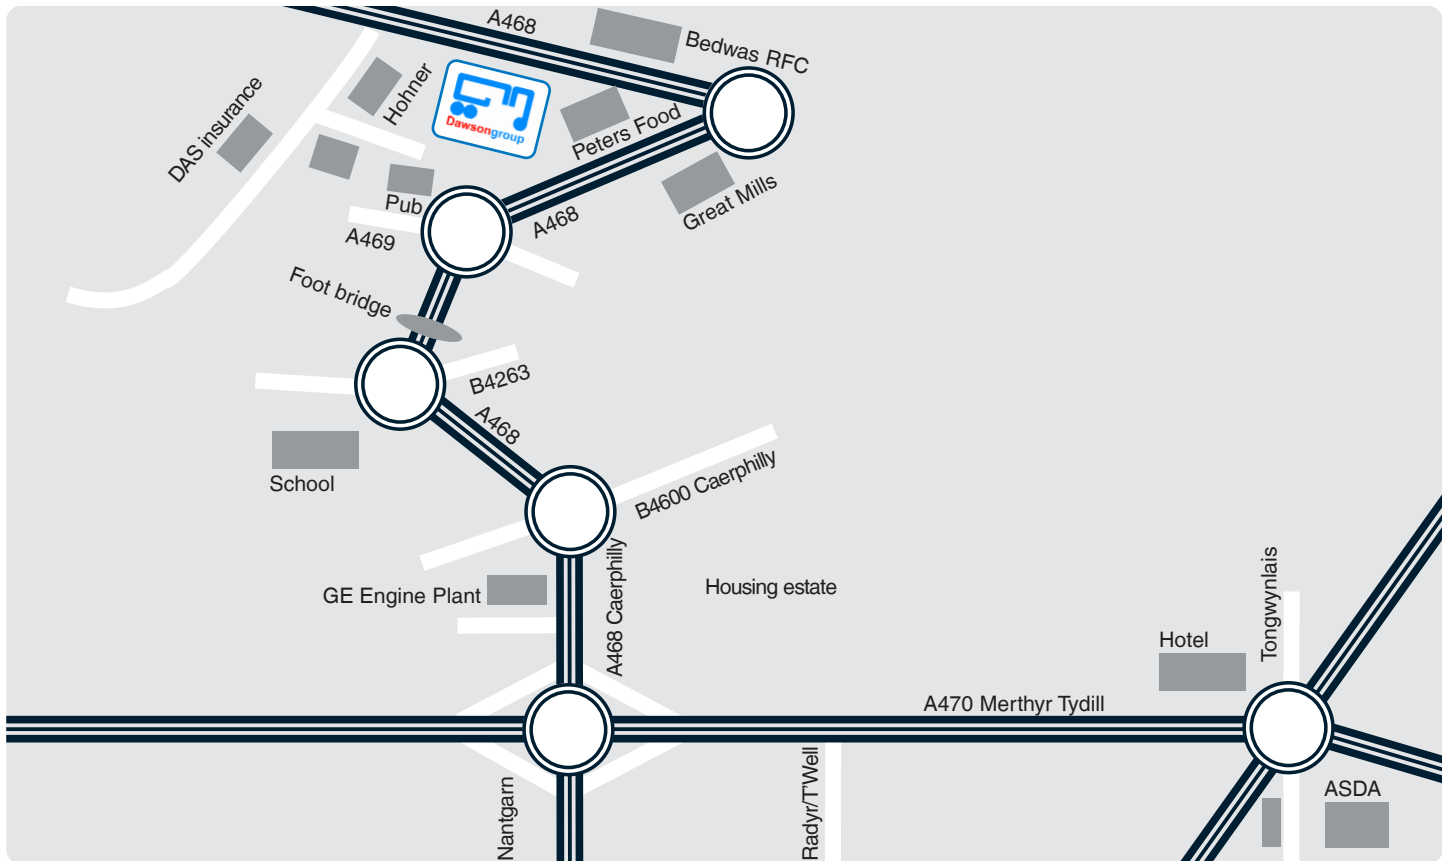 A468
Bedwas RFC
Hohner
DAS insurance
Dawsongroup
Peters Food
Great Mills
Pub
A468
A469
Foot bridge
B4263
A468
School
B4600 Caerphilly
A468 Caerphilly
GE Engine Plant
Housing estate
Tongwynlais
Hotel
A470 Merthyr Tydill
Nantgarn
Radyr/T'Well
ASDA